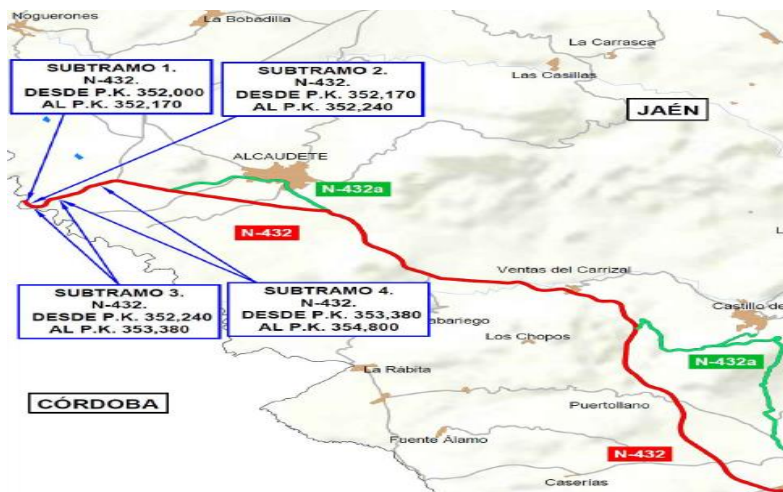 Noguerones
La Bobadilla
SUBTRAMO 1.
N-432.
DESDE P.K. 352,000
AL P.K. 352,170
SUBTRAMO 2.
N-432.
DESDE P.K. 352,170
AL P.K. 352,240
La Carrasca
Las Casillas
JAÉN
ALCAUDETE
N-432a
N-432
SUBTRAMO 3.
N-432.
DESDE P.K. 352,240
AL P.K. 353,380
SUBTRAMO 4.
N-432.
DESDE P.K. 353,380
AL P.K. 354,800
Ventas del Carrizal
Castillo de
abariego
Los Chopos
N-432a
La Rábita
CÓRDOBA
Puertollano
Fuente Álamo
N-432
Caserías